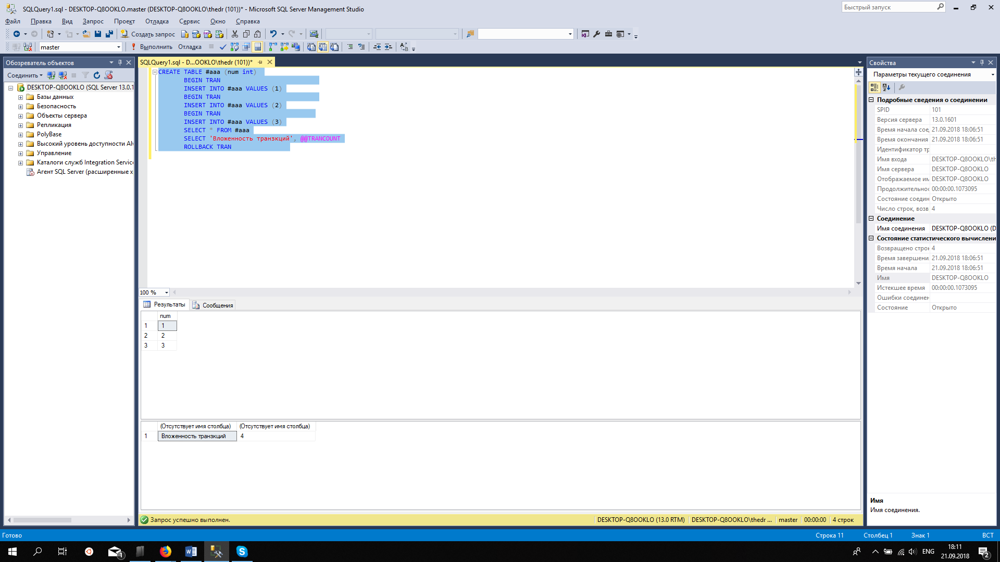 SQLQuery1.sql - DESKTOP-Q8OOKLO.master (DESKTOP-Q8OOKLO\thedr (101))* - Microsoft SQL Server Management Studio
Быстрый запуск
Файл Правка Вид Запрос Проект Отладка Сервис Окно Справка
Создать запрос
master
Выполнить Отладка
Обозреватель объектов
Соединить
DESKTOP-Q8OOKLO (SQL Server 13.0.1
Базы данных
Безопасность
Объекты сервера
Репликация
PolyBase
Высокий уровень доступности Al
Управление
Каталоги служб Integration Servic
Агент SQL Server (расширенные х
SQLQuery1.sql - D...OOKLO\thedr (101))*
CREATE TABLE #aaa (num int)
BEGIN TRAN
INSERT INTO #aaa VALUES (1)
BEGIN TRAN
INSERT INTO #aaa VALUES (2)
BEGIN TRAN
INSERT INTO #aaa VALUES (3)
SELECT * FROM #aaa
SELECT 'Вложенность транзкций', @@TRANCOUNT
ROLLBACK TRAN
100 %
Результаты Сообщения
num
1 1
2 2
3 3
(Отсутствует имя столбца) (Отсутствует имя столбца)
1 Вложенность транзкций 4
Запрос успешно выполнен.
DESKTOP-Q8OOKLO (13.0 RTM) DESKTOP-Q8OOKLO\thedr ... master 00:00:00 4 строк
Свойства
Параметры текущего соединения
Подробные сведения о соединении
SPID 101
Версия сервера 13.0.1601
Время начала сое, 21.09.2018 18:06:51
Время окончания 21.09.2018 18:06:51
Идентификатор тр
Имя входа DESKTOP-Q8OOKLO\th
Имя сервера DESKTOP-Q8OOKLO
Отображаемое им DESKTOP-Q8OOKLO
Продолжительнос 00:00:00.1073095
Состояние соедин Открыто
Число строк, возв 4
Соединение
Имя соединения DESKTOP-Q8OOKLO (D
Состояние статистического вычислени
Возвращено строк 4
Время завершени 21.09.2018 18:06:51
Время начала 21.09.2018 18:06:51
Имя DESKTOP-Q8OOKLO
Истекшее время 00:00:00.1073095
Ошибки соединен
Состояние Открыто
Имя
Имя соединения.
Готово
Строка 11 Столбец 1 Знак 1 ВСТ
1
ENG
18:11
21.09.2018
2